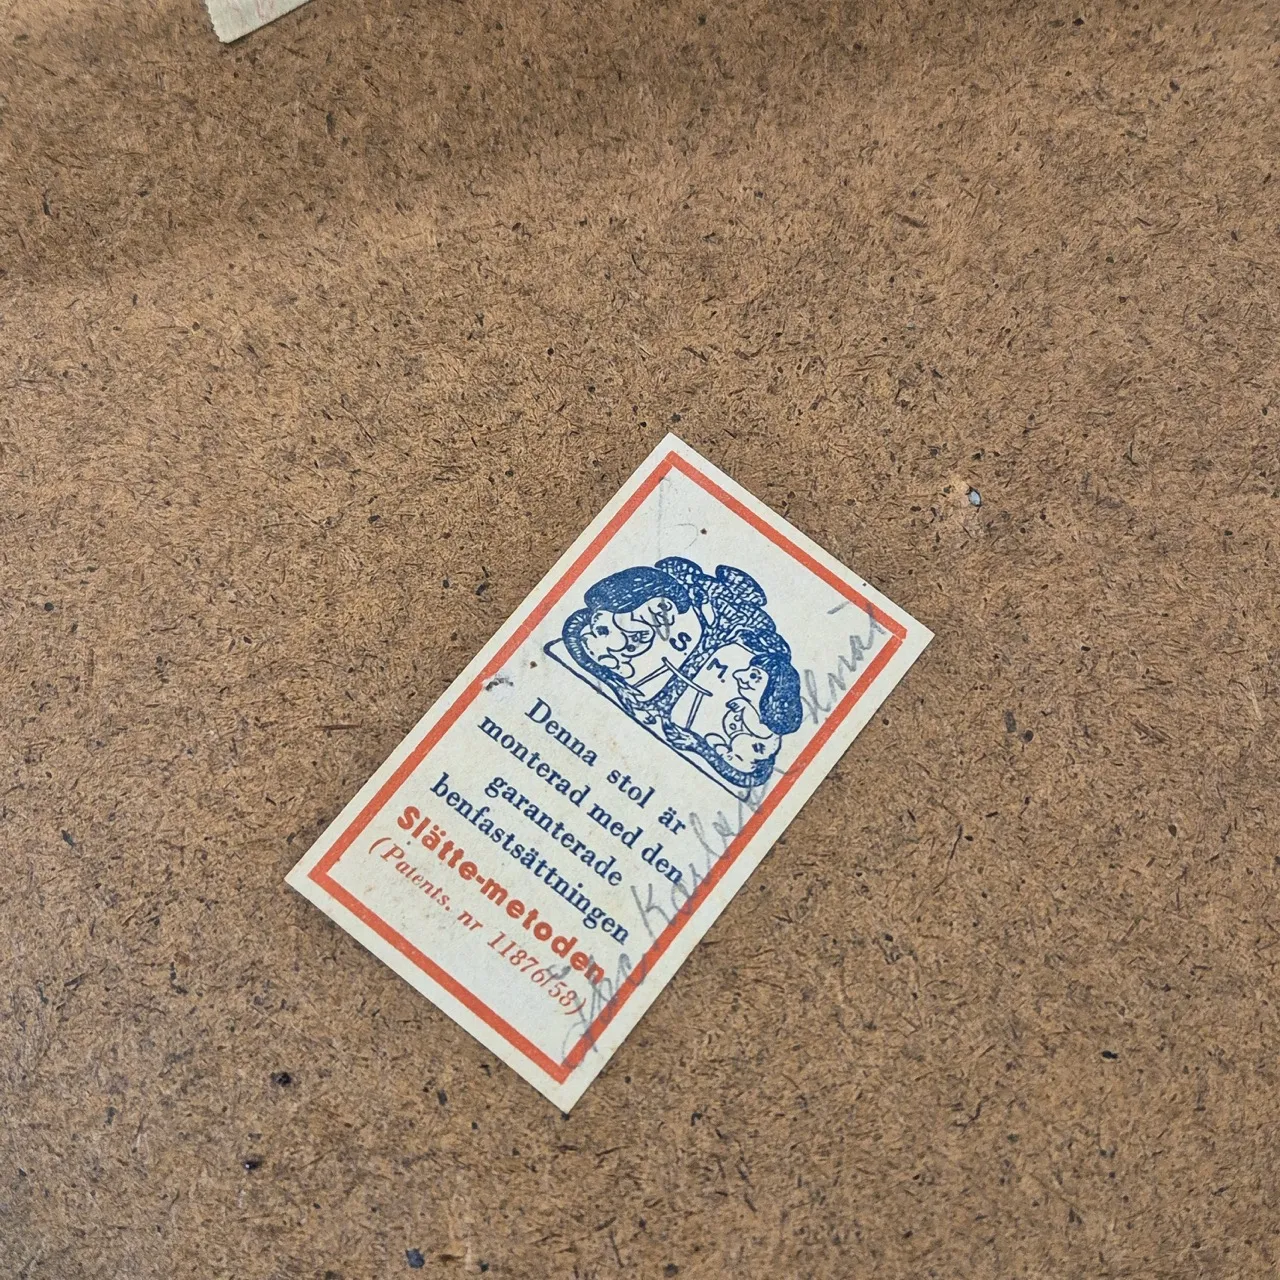 S
M.
Denna stol är
monterad med den
garanterade
benfastsättningen
Slätte-metoden
(Patents. nr 11876/58)